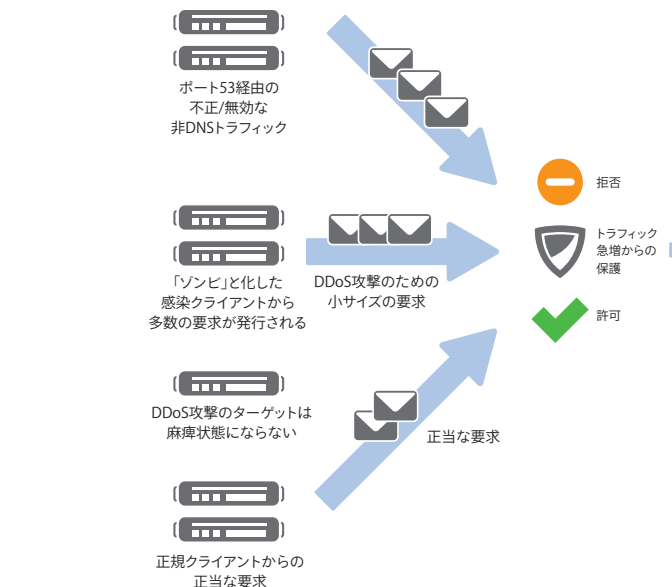 ポート53経由の
不正/無効な
非DNSトラフィック
拒否
トラフィック
急増からの
保護
「ゾンビ」と化した
感染クライアントから
多数の要求が発行される
DDoS攻撃のための
小サイズの要求
許可
DDoS攻撃のターゲットは
麻痺状態にならない
正当な要求
正規クライアントからの
正当な要求